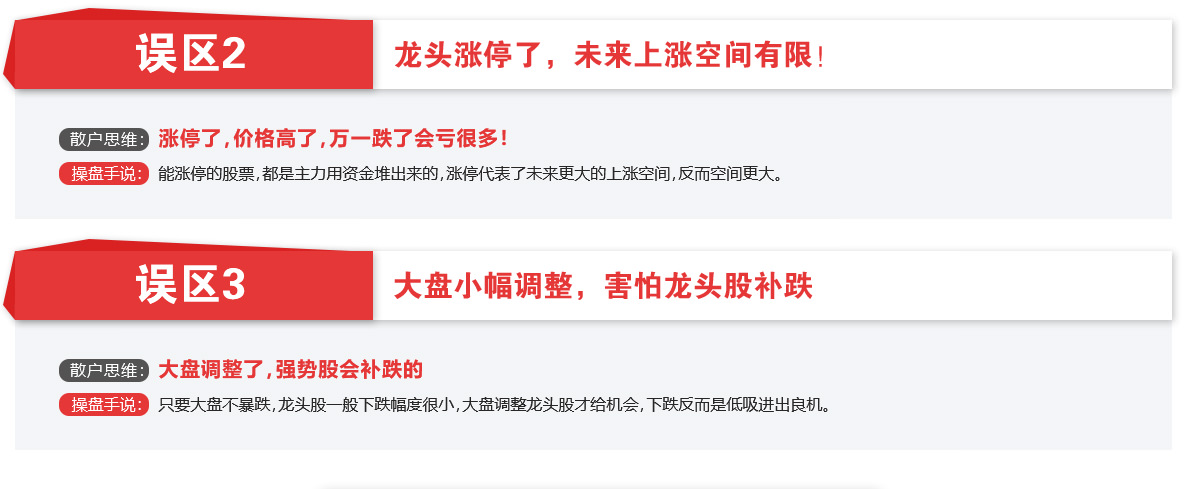 误区2
龙头涨停了，未来上涨空间有限！
散户思维： 涨停了，价格高了，万一跌了会亏很多！
操盘手说： 能涨停的股票，都是主力用资金堆出来的，涨停代表了未来更大的上涨空间，反而空间更大。
误区3
大盘小幅调整，害怕龙头股补跌
散户思维： 大盘调整了，强势股会补跌的
操盘手说： 只要大盘不暴跌，龙头股一般下跌幅度很小，大盘调整龙头股才给机会，下跌反而是低吸进出良机。